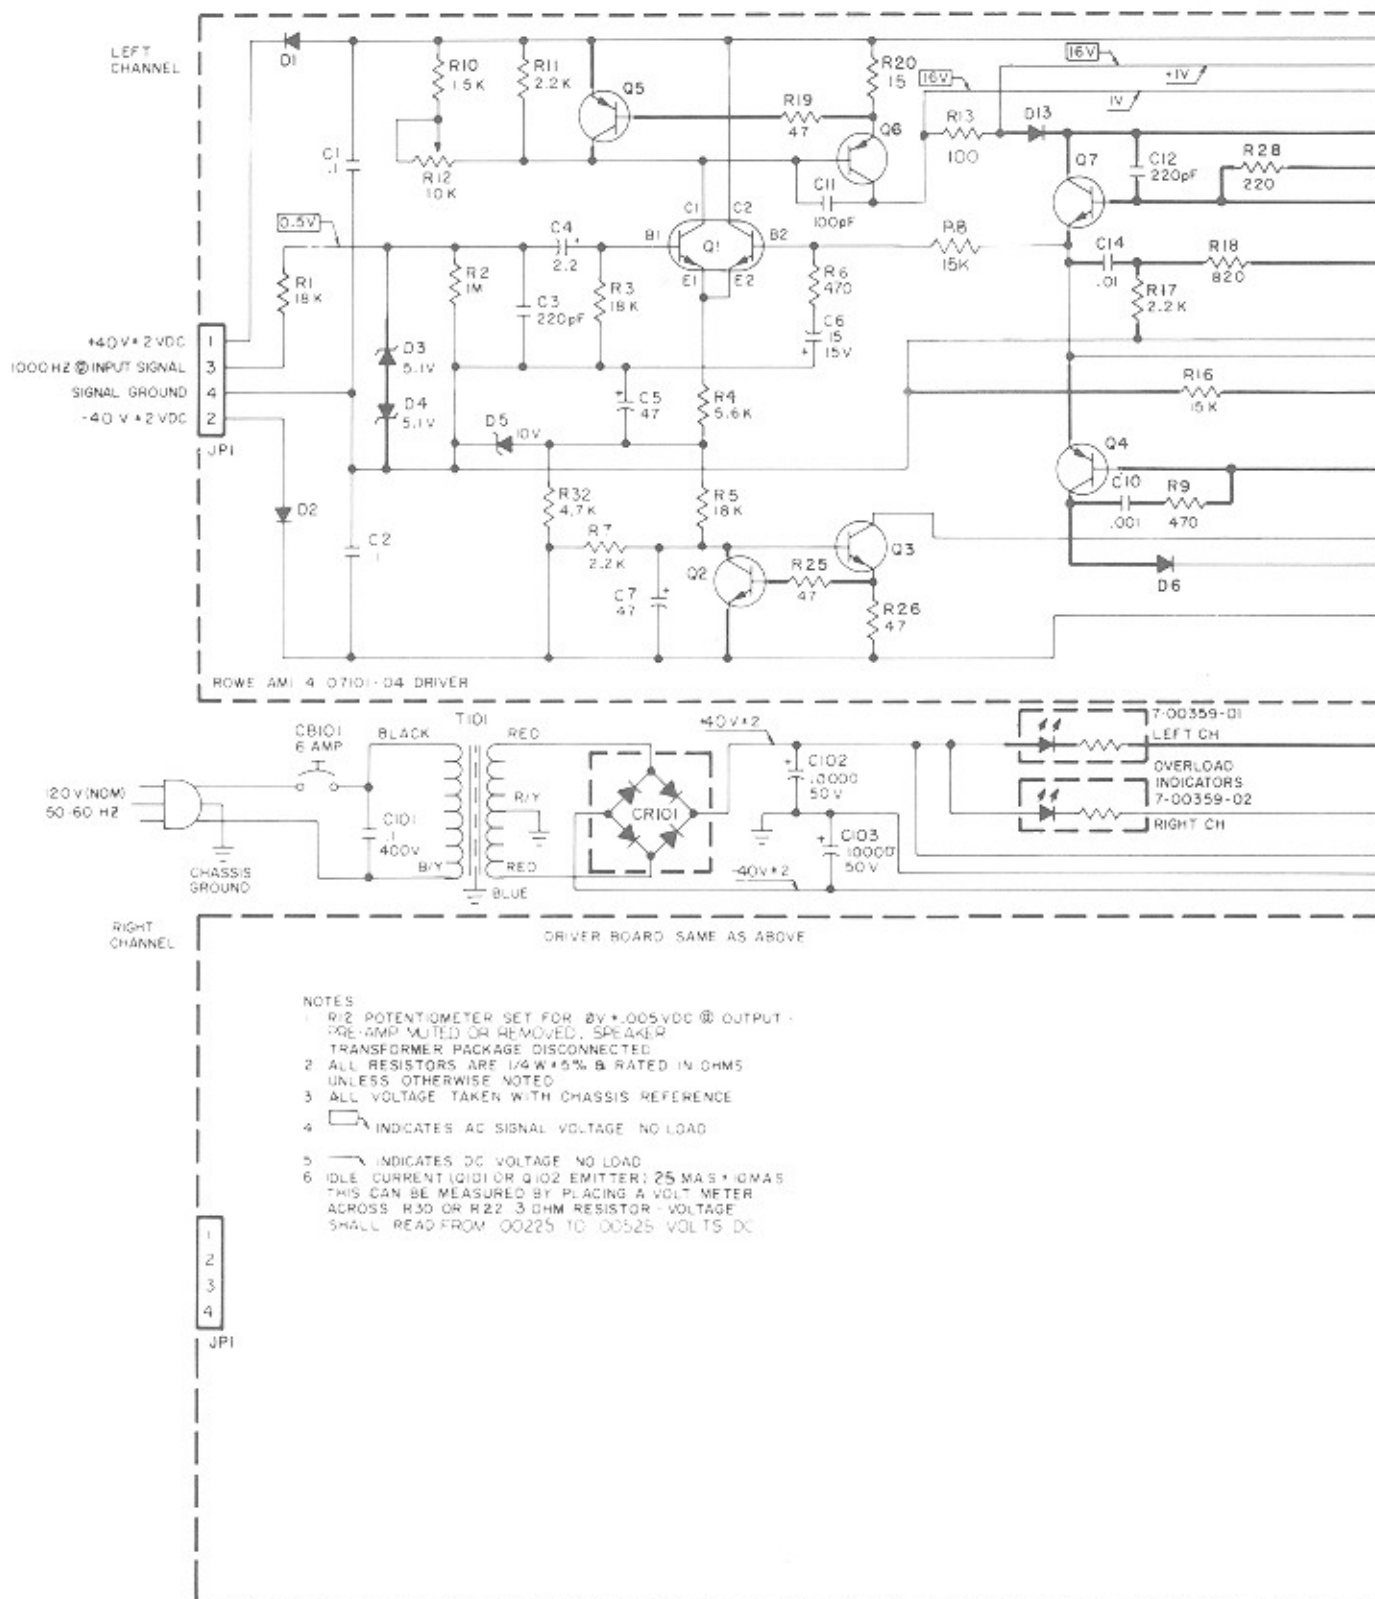 LEFT
CHANNEL
D1
R10
1.5K
R11
2.2K
Q5
R19
47
R20
15
Q6
16V
16V
+1V
1V
R13
100
D13
Q7
C12
220pF
R28
220
C1
.1
R12
10K
C11
100pF
C1
C2
0.5V
C4
+
2.2
B1
Q1
B2
E1
E2
R8
15K
C14
.01
R18
820
R17
2.2K
R1
18K
R2
1M
C3
220pF
R3
18K
R6
470
C6
15
15V
+
+40V±2VDC
1000HZ @ INPUT SIGNAL
SIGNAL GROUND
-40V±2VDC
1
3
4
2
JP1
D3
5.1V
D4
5.1V
+
C5
47
R4
5.6K
R16
15K
D5
10V
Q4
C10
.001
R9
470
D2
R32
4.7K
R5
18K
R7
2.2K
C2
.1
C7
47
+
Q2
R25
47
Q3
R26
47
D6
ROWE AMI 4 07101-04 DRIVER
CB101
6 AMP
BLACK
T101
RED
+40V±2
7-00359-01
LEFT CH
OVERLOAD
INDICATORS
7-00359-02
RIGHT CH
120V(NOM)
50-60 HZ
C101
.1
400V
R/Y
CR101
+
C102
10000
50V
+
C103
10000
50V
CHASSIS
GROUND
B/Y
RED
BLUE
-40V±2
RIGHT
CHANNEL
DRIVER BOARD SAME AS ABOVE
NOTES
1 R12 POTENTIOMETER SET FOR 0V±.005VDC @ OUTPUT -
PRE-AMP MUTED OR REMOVED, SPEAKER
TRANSFORMER PACKAGE DISCONNECTED
2 ALL RESISTORS ARE 1/4W±5% & RATED IN OHMS
UNLESS OTHERWISE NOTED
3 ALL VOLTAGE TAKEN WITH CHASSIS REFERENCE
4 INDICATES AC SIGNAL VOLTAGE NO LOAD
5 INDICATES DC VOLTAGE NO LOAD
6 IDLE CURRENT (Q101 OR Q102 EMITTER) 25 MAS±10MAS
THIS CAN BE MEASURED BY PLACING A VOLT METER
ACROSS R30 OR R22 .3 OHM RESISTOR - VOLTAGE
SHALL READ FROM .00225 TO .00525 VOLTS DC
1
2
3
4
JP1